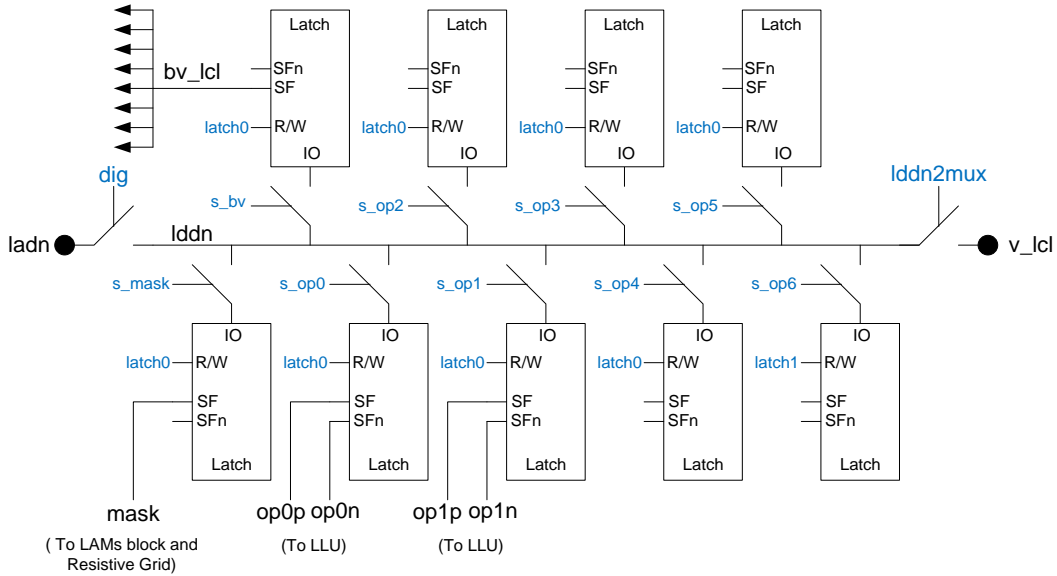 Latch
Latch
Latch
Latch
bv_lcl
SFn
SF
SFn
SF
SFn
SF
SFn
SF
latch0
R/W
latch0
R/W
latch0
R/W
latch0
R/W
IO
IO
IO
IO
dig
lddn2mux
s_bv
s_op2
s_op3
s_op5
ladn
lddn
v_lcl
s_mask
s_op0
s_op1
s_op4
s_op6
IO
IO
IO
IO
IO
latch0
R/W
latch0
R/W
latch0
R/W
latch0
R/W
latch1
R/W
SF
SFn
SF
SFn
SF
SFn
SF
SFn
SF
SFn
Latch
Latch
Latch
Latch
Latch
mask
op0p op0n
op1p op1n
( To LAMs block and
Resistive Grid)
(To LLU)
(To LLU)